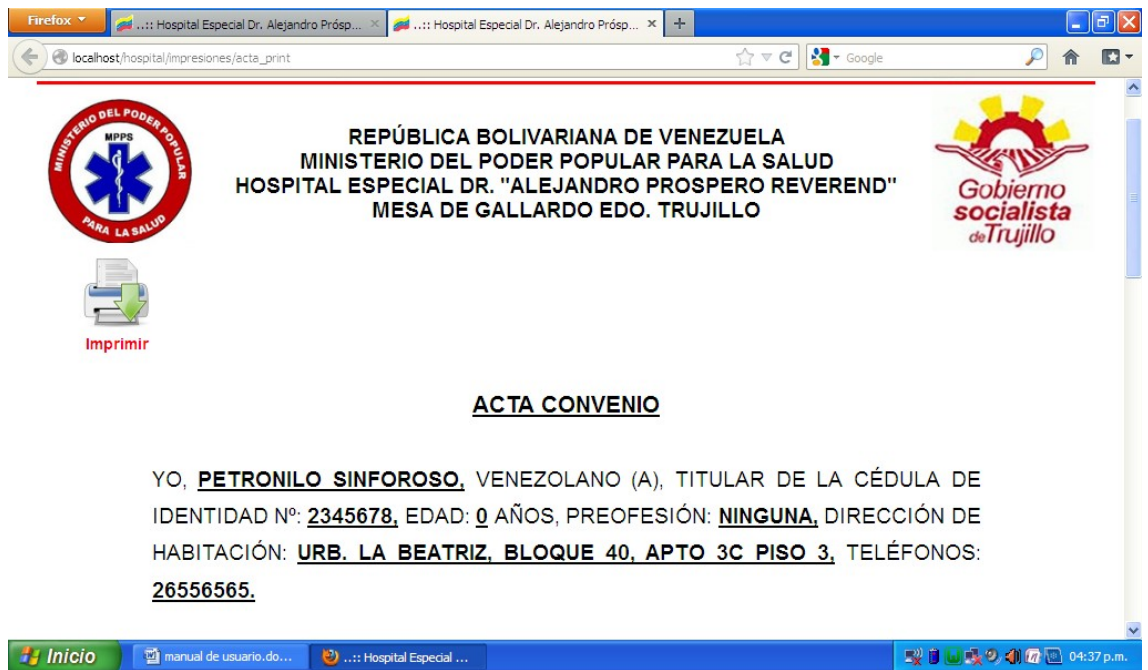 Firefox
..:: Hospital Especial Dr. Alejandro Prósp...
..:: Hospital Especial Dr. Alejandro Prósp...
localhost/hospital/impresiones/acta_print
Google
MINISTERIO DEL PODER POPULAR
MPPS
PARA LA SALUD
REPÚBLICA BOLIVARIANA DE VENEZUELA
MINISTERIO DEL PODER POPULAR PARA LA SALUD
HOSPITAL ESPECIAL DR. "ALEJANDRO PROSPERO REVEREND"
MESA DE GALLARDO EDO. TRUJILLO
Gobierno
socialista
de Trujillo
Imprimir
ACTA CONVENIO
YO, PETRONILO SINFOROSO, VENEZOLANO (A), TITULAR DE LA CÉDULA DE
IDENTIDAD Nº: 2345678, EDAD: 0 AÑOS, PREOFESIÓN: NINGUNA, DIRECCIÓN DE
HABITACIÓN: URB. LA BEATRIZ, BLOQUE 40, APTO 3C PISO 3, TELÉFONOS:
26556565.
Inicio
manual de usuario.do...
..:: Hospital Especial ...
04:37 p.m.